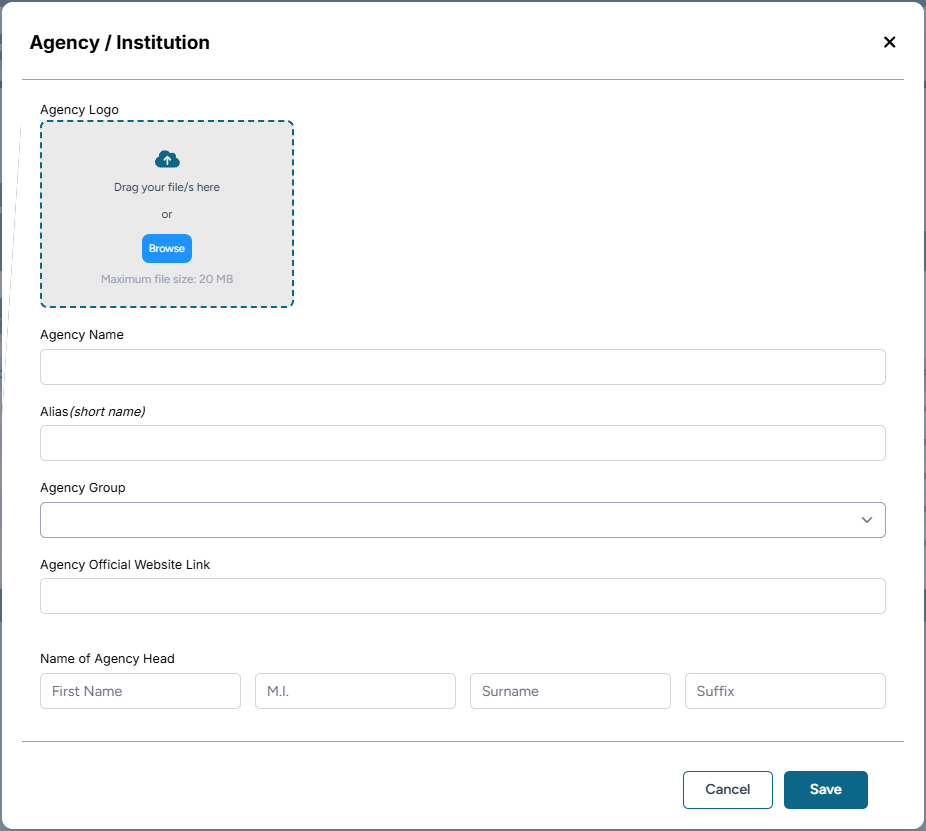 Agency / Institution
Agency Logo
Drag your file/s here
or
Browse
Maximum file size: 20 MB
Agency Name
Alias(short name)
Agency Group
Agency Official Website Link
Name of Agency Head
First Name M.I. Surname Suffix
Cancel Save